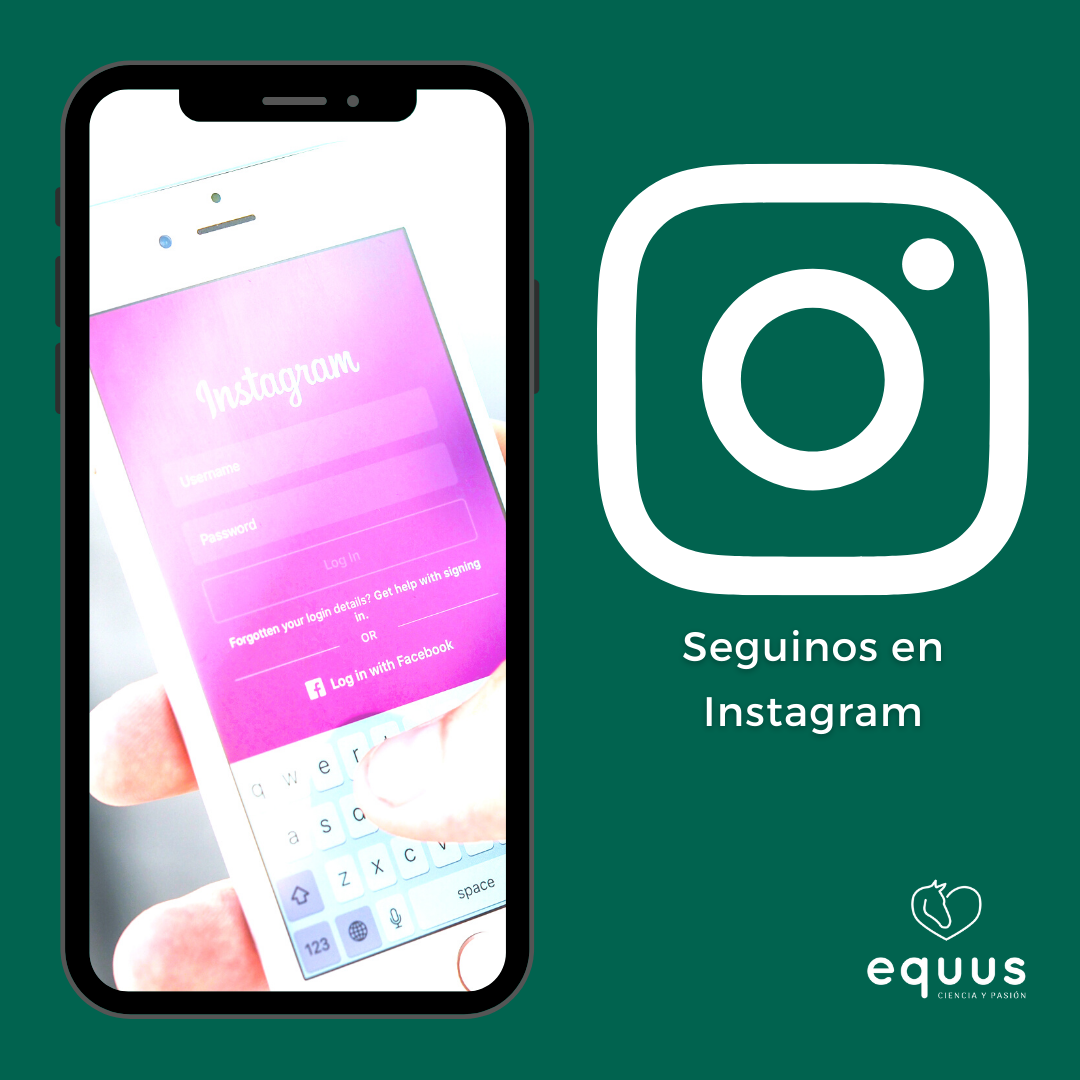 Instagram
Username
Password
Log in
Forgotten your login details? Get help with signing
in.
OR
Log in with Facebook
q w e r
a s
z x c v
space
123
Seguinos en
Instagram
equus
CIENCIA Y PASIÓN